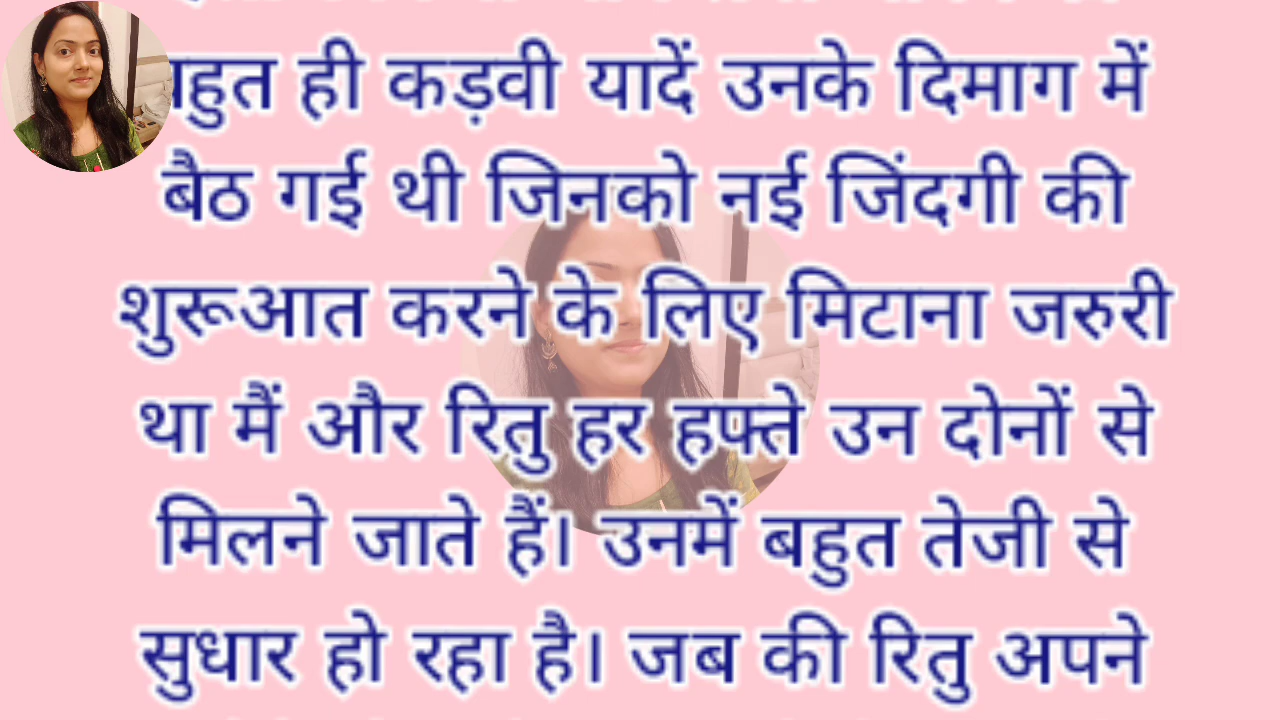 बहुत ही कड़वी यादें उनके दिमाग में
बैठ गई थी जिनको नई जिंदगी की
शुरूआत करने के लिए मिटाना जरुरी
था मैं और रितु हर हफ्ते उन दोनों से
मिलने जाते हैं। उनमें बहुत तेजी से
सुधार हो रहा है। जब की रितु अपने